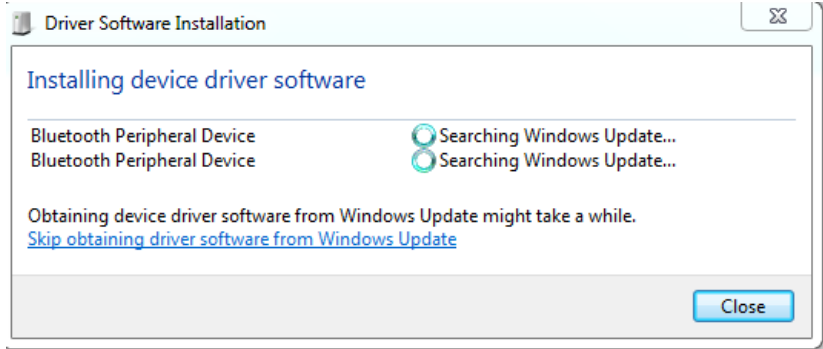 Driver Software Installation
Installing device driver software
Bluetooth Peripheral Device Searching Windows Update...
Bluetooth Peripheral Device Searching Windows Update...
Obtaining device driver software from Windows Update might take a while.
Skip obtaining driver software from Windows Update
Close